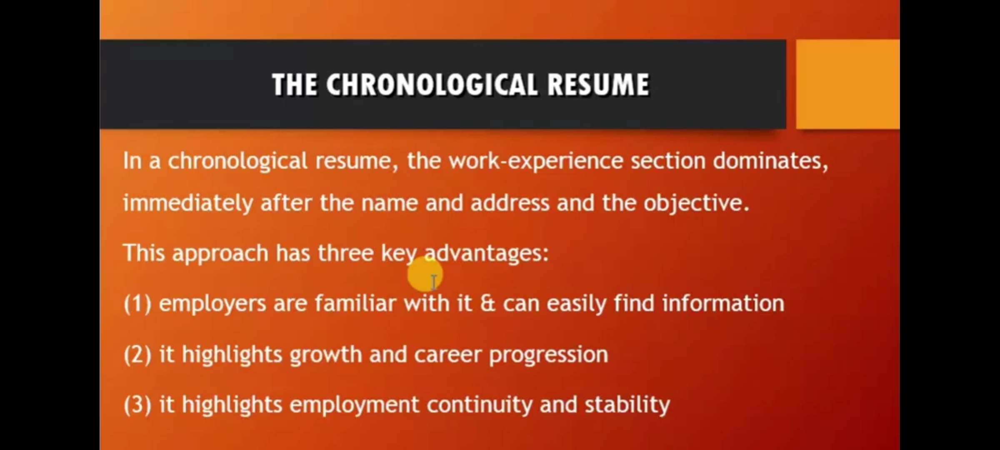 THE CHRONOLOGICAL RESUME
In a chronological resume, the work-experience section dominates,
immediately after the name and address and the objective.
This approach has three key advantages:
(1) employers are familiar with it & can easily find information
(2) it highlights growth and career progression
(3) it highlights employment continuity and stability